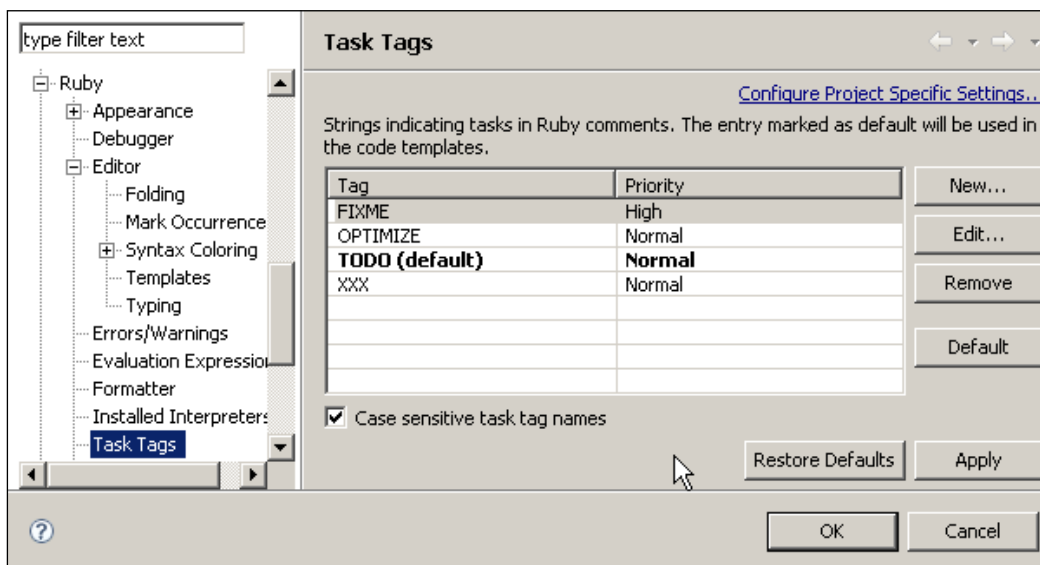 type filter text
Ruby
Appearance
Debugger
Editor
Folding
Mark Occurrence
Syntax Coloring
Templates
Typing
Errors/Warnings
Evaluation Expression
Formatter
Installed Interpreters
Task Tags
Task Tags
Configure Project Specific Settings..
Strings indicating tasks in Ruby comments. The entry marked as default will be used in
the code templates.
Tag Priority
FIXME High
OPTIMIZE Normal
TODO (default) Normal
XXX Normal
New...
Edit...
Remove
Default
Case sensitive task tag names
Restore Defaults Apply
? OK Cancel